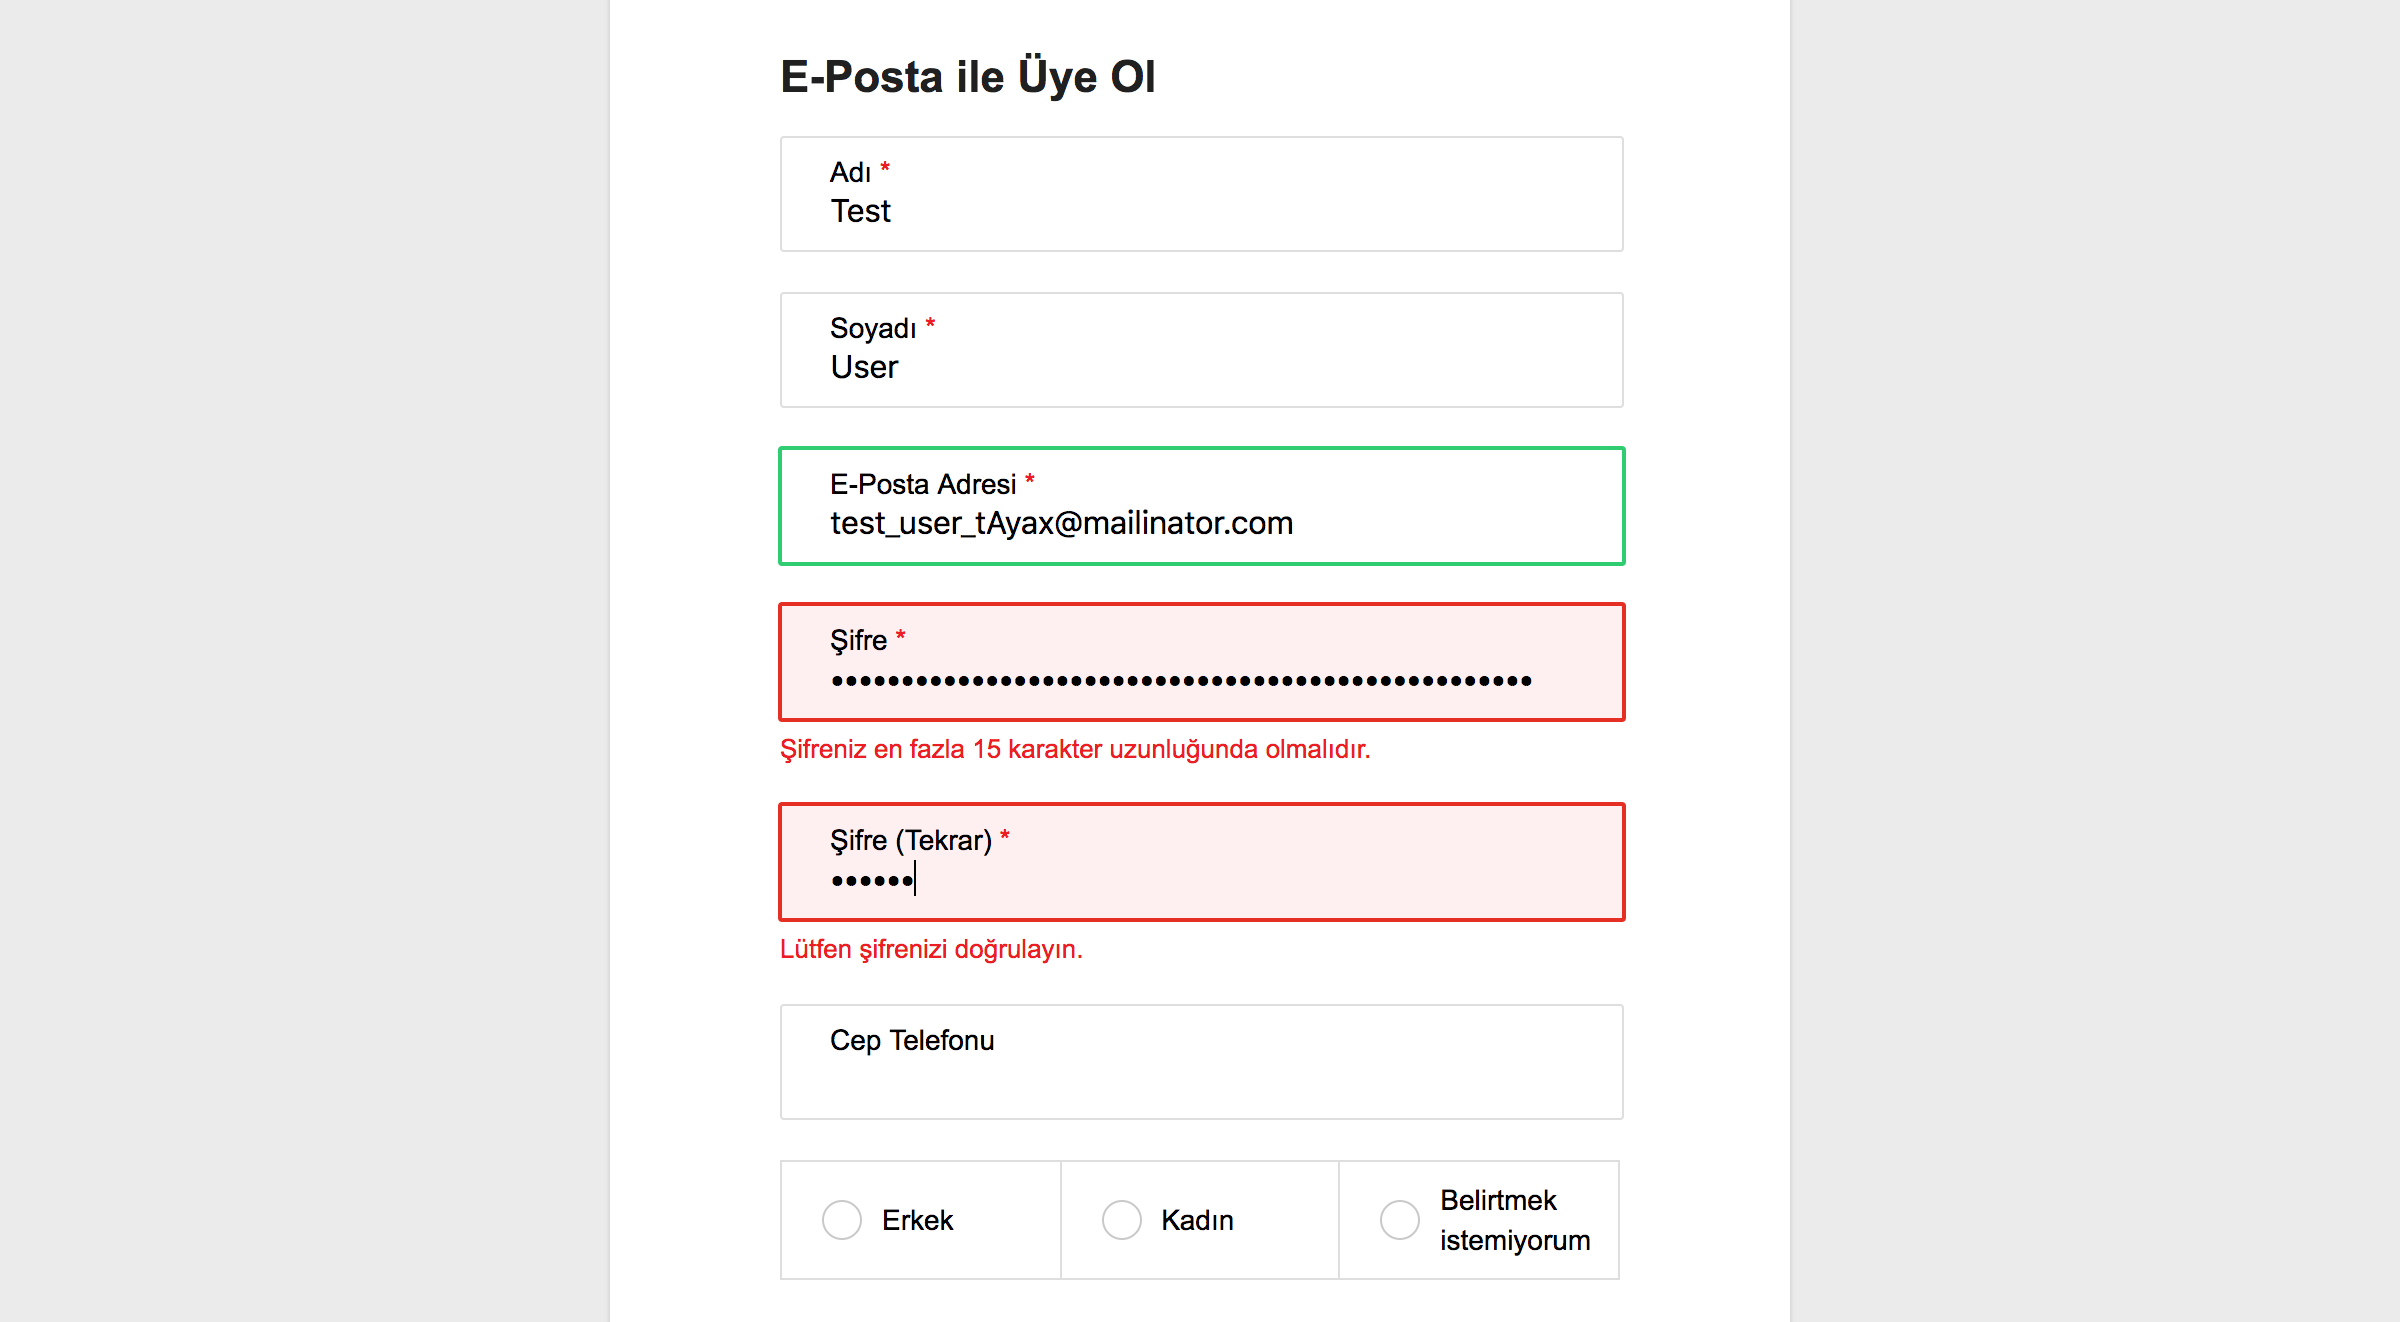 E-Posta ile Üye Ol
Adı *
Test
Soyadı *
User
E-Posta Adresi *
test_user_tAyax@mailinator.com
Şifre *
••••••••••••••••••••••••••••••••••••••••••••••••••
Şifreniz en fazla 15 karakter uzunluğunda olmalıdır.
Şifre (Tekrar) *
••••••
Lütfen şifrenizi doğrulayın.
Cep Telefonu
Erkek
Kadın
Belirtmek
istemiyorum